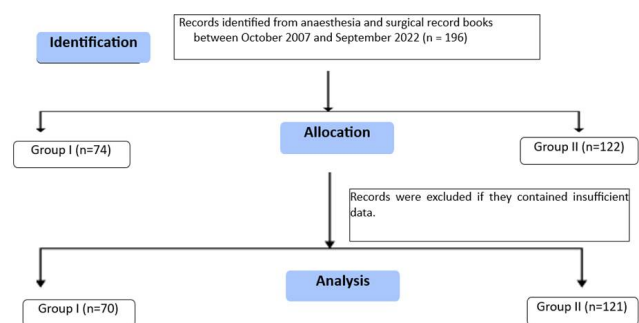 Records identified from anaesthesia and surgical record books
between October 2007 and September 2022 (n = 196)
Identification
Group I (n=74)
Allocation
Group II (n=122)
Records were excluded if they contained insufficient
data.
Analysis
Group I (n=70)
Group II (n=121)